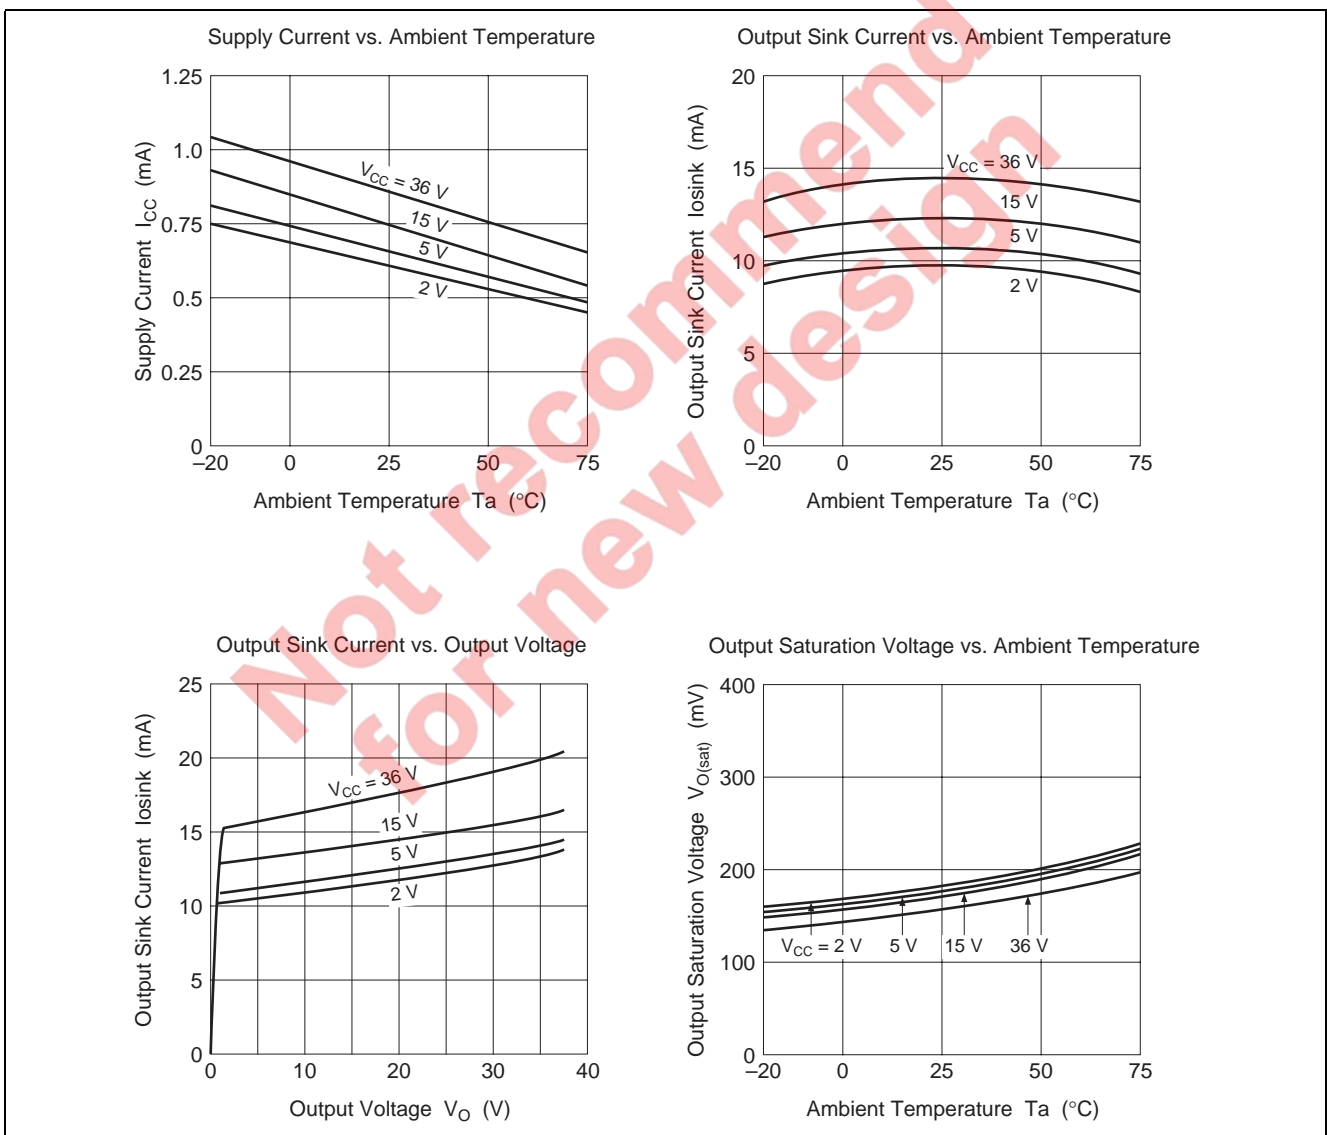 Supply Current vs. Ambient Temperature
1.25
1.0
0.75
0.5
0.25
0
Supply Current ICC (mA)
VCC = 36 V
15 V
5 V
2 V
–20 0 25 50 75
Ambient Temperature Ta (°C)
Output Sink Current vs. Ambient Temperature
20
15
10
5
0
Output Sink Current Iosink (mA)
VCC = 36 V
15 V
5 V
2 V
–20 0 25 50 75
Ambient Temperature Ta (°C)
Output Sink Current vs. Output Voltage
25
20
15
10
5
0
Output Sink Current Iosink (mA)
VCC = 36 V
15 V
5 V
2 V
0 10 20 30 40
Output Voltage VO (V)
Output Saturation Voltage vs. Ambient Temperature
400
300
200
100
0
Output Saturation Voltage VO(sat) (mV)
VCC = 2 V 5 V 15 V 36 V
–20 0 25 50 75
Ambient Temperature Ta (°C)
Not recommend
for new design